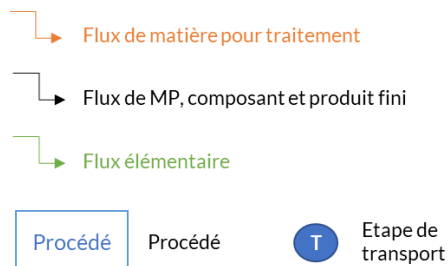 Flux de matière pour traitement
Flux de MP, composant et produit fini
Flux élémentaire
Procédé
Procédé
T
Etape de
transport